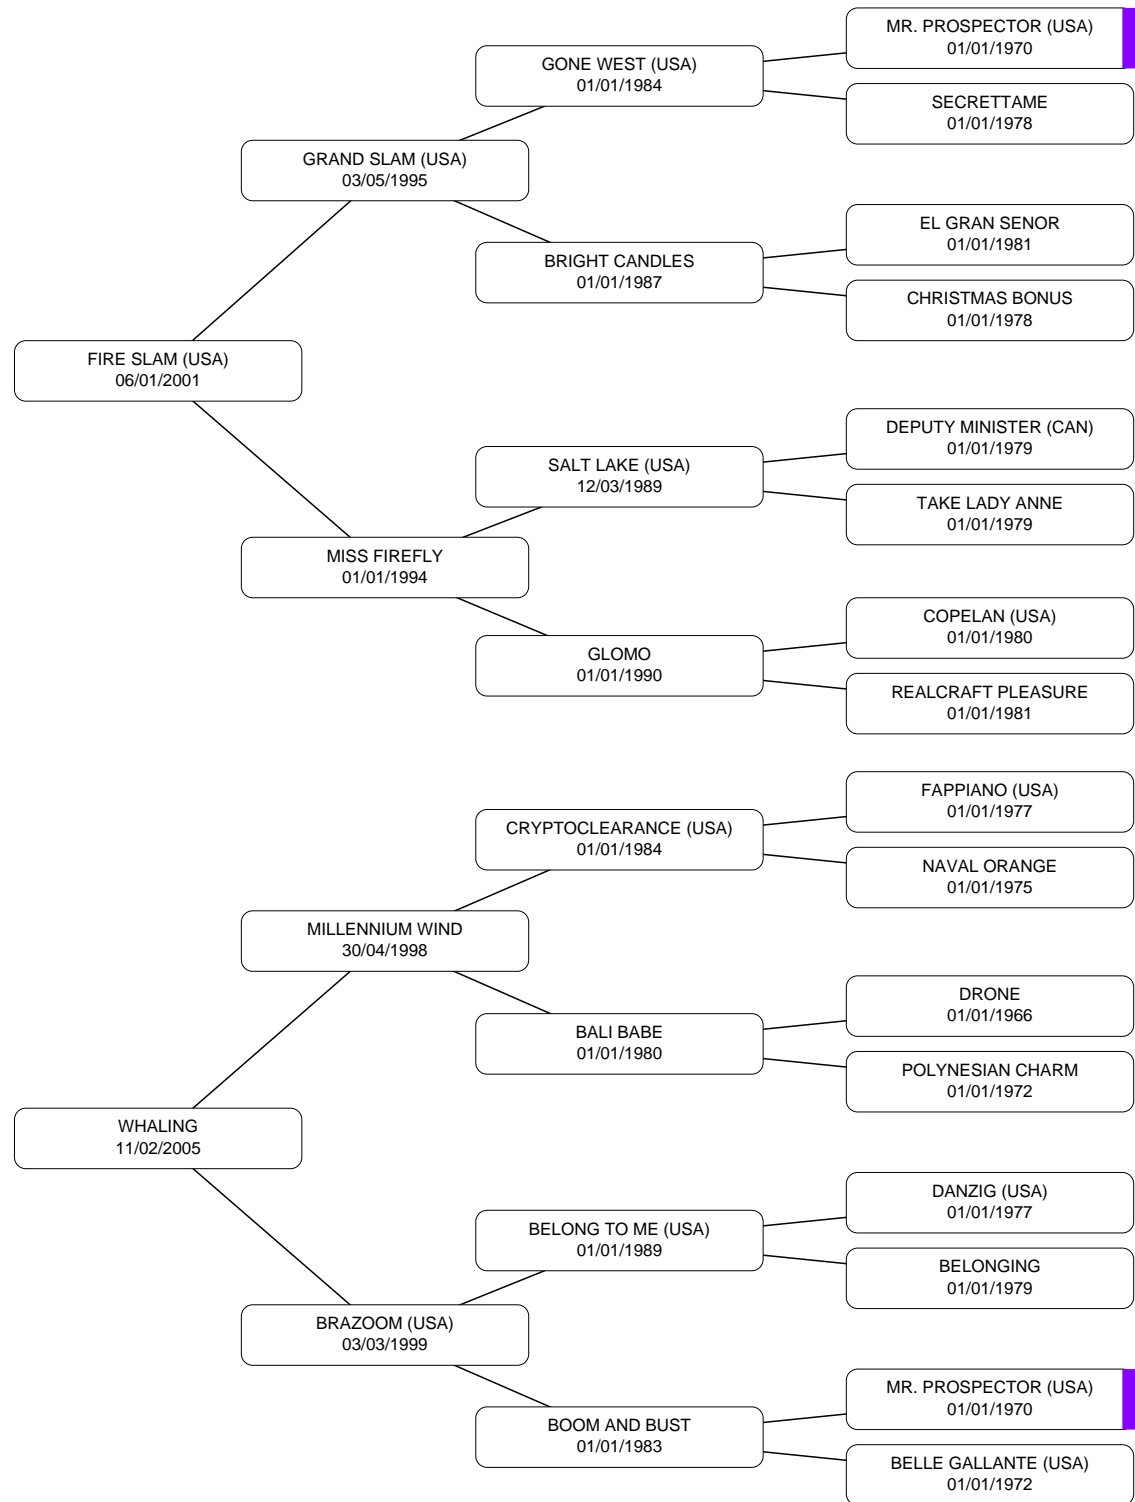 MR. PROSPECTOR (USA)
01/01/1970
GONE WEST (USA)
01/01/1984
SECRETTAME
01/01/1978
GRAND SLAM (USA)
03/05/1995
EL GRAN SENOR
01/01/1981
BRIGHT CANDLES
01/01/1987
CHRISTMAS BONUS
01/01/1978
FIRE SLAM (USA)
06/01/2001
DEPUTY MINISTER (CAN)
01/01/1979
SALT LAKE (USA)
12/03/1989
TAKE LADY ANNE
01/01/1979
MISS FIREFLY
01/01/1994
COPELAN (USA)
01/01/1980
GLOMO
01/01/1990
REALCRAFT PLEASURE
01/01/1981
FAPPIANO (USA)
01/01/1977
CRYPTOCLEARANCE (USA)
01/01/1984
NAVAL ORANGE
01/01/1975
MILLENNIUM WIND
30/04/1998
DRONE
01/01/1966
BALI BABE
01/01/1980
POLYNESIAN CHARM
01/01/1972
WHALING
11/02/2005
DANZIG (USA)
01/01/1977
BELONG TO ME (USA)
01/01/1989
BELONGING
01/01/1979
BRAZOOM (USA)
03/03/1999
MR. PROSPECTOR (USA)
01/01/1970
BOOM AND BUST
01/01/1983
BELLE GALLANTE (USA)
01/01/1972